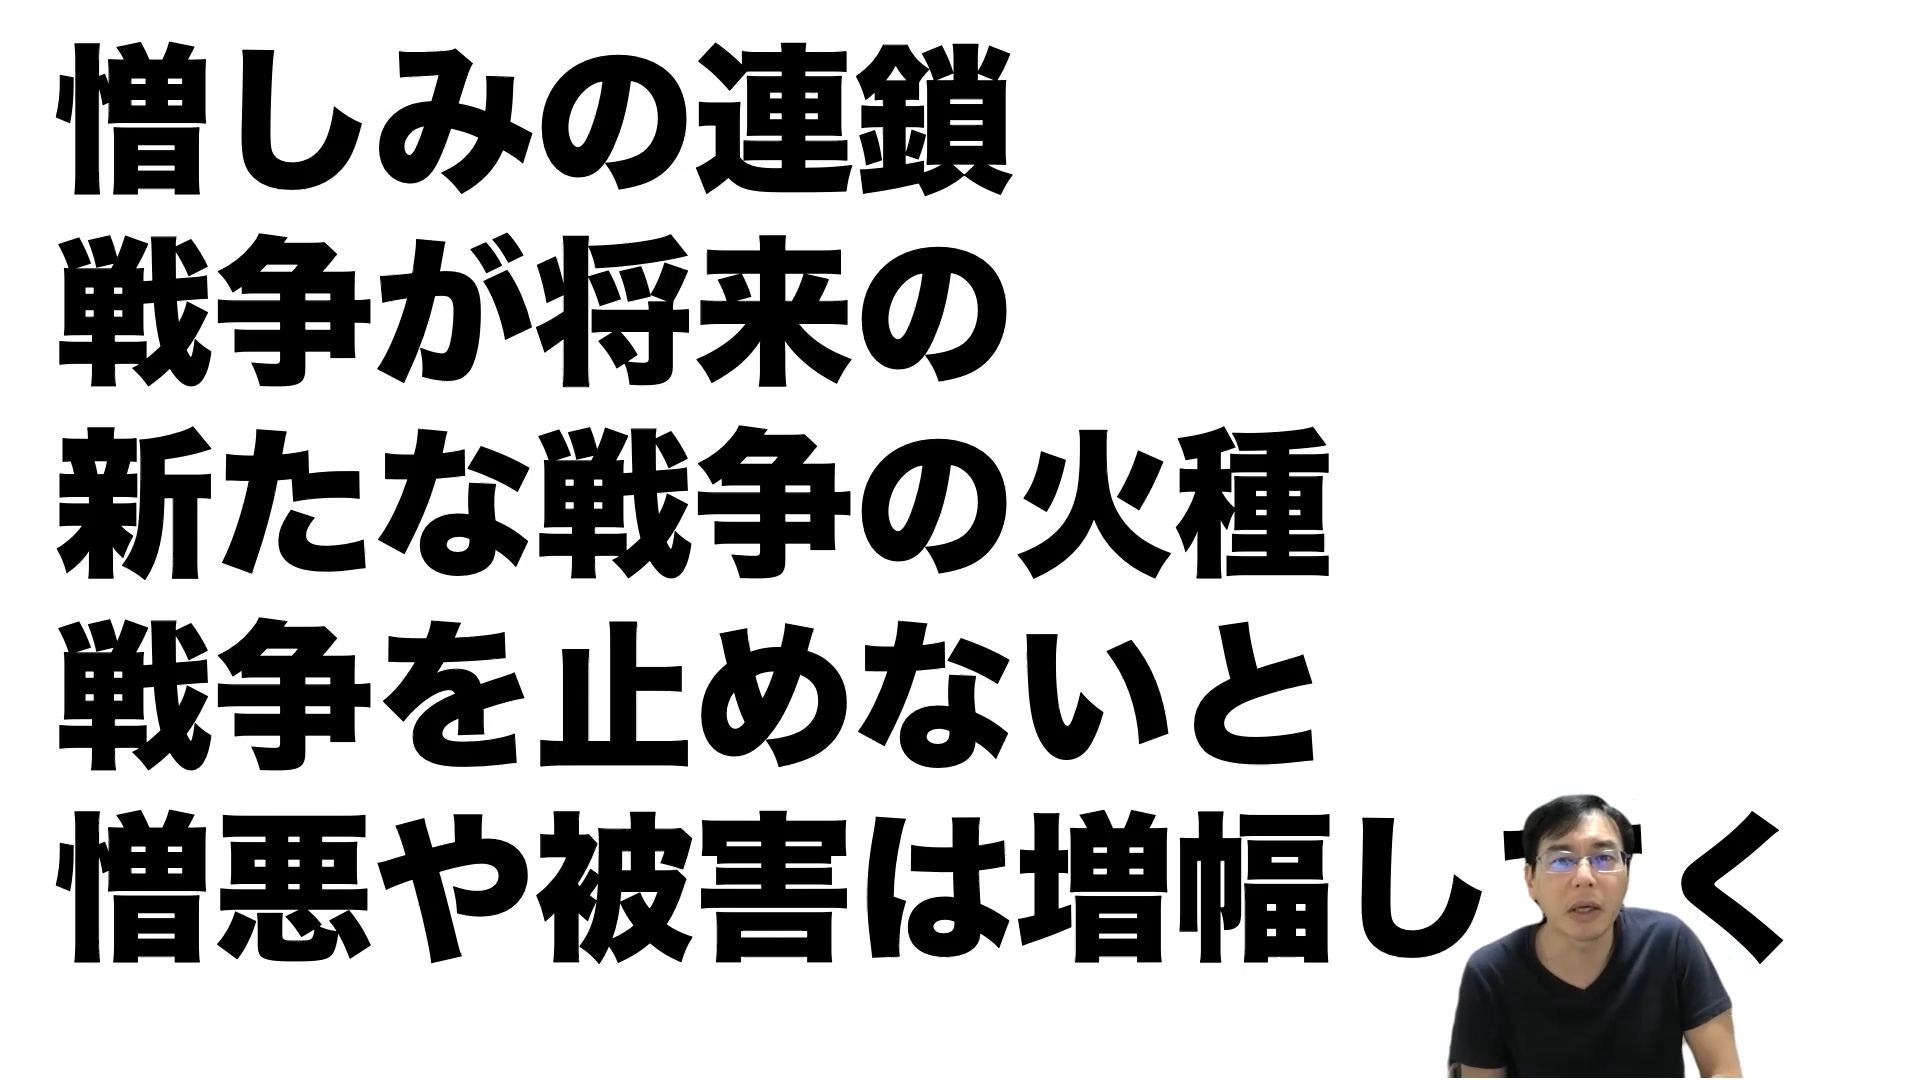 憎しみの連鎖
戦争が将来の
新たな戦争の火種
戦争を止めないと
憎悪や被害は増幅してく